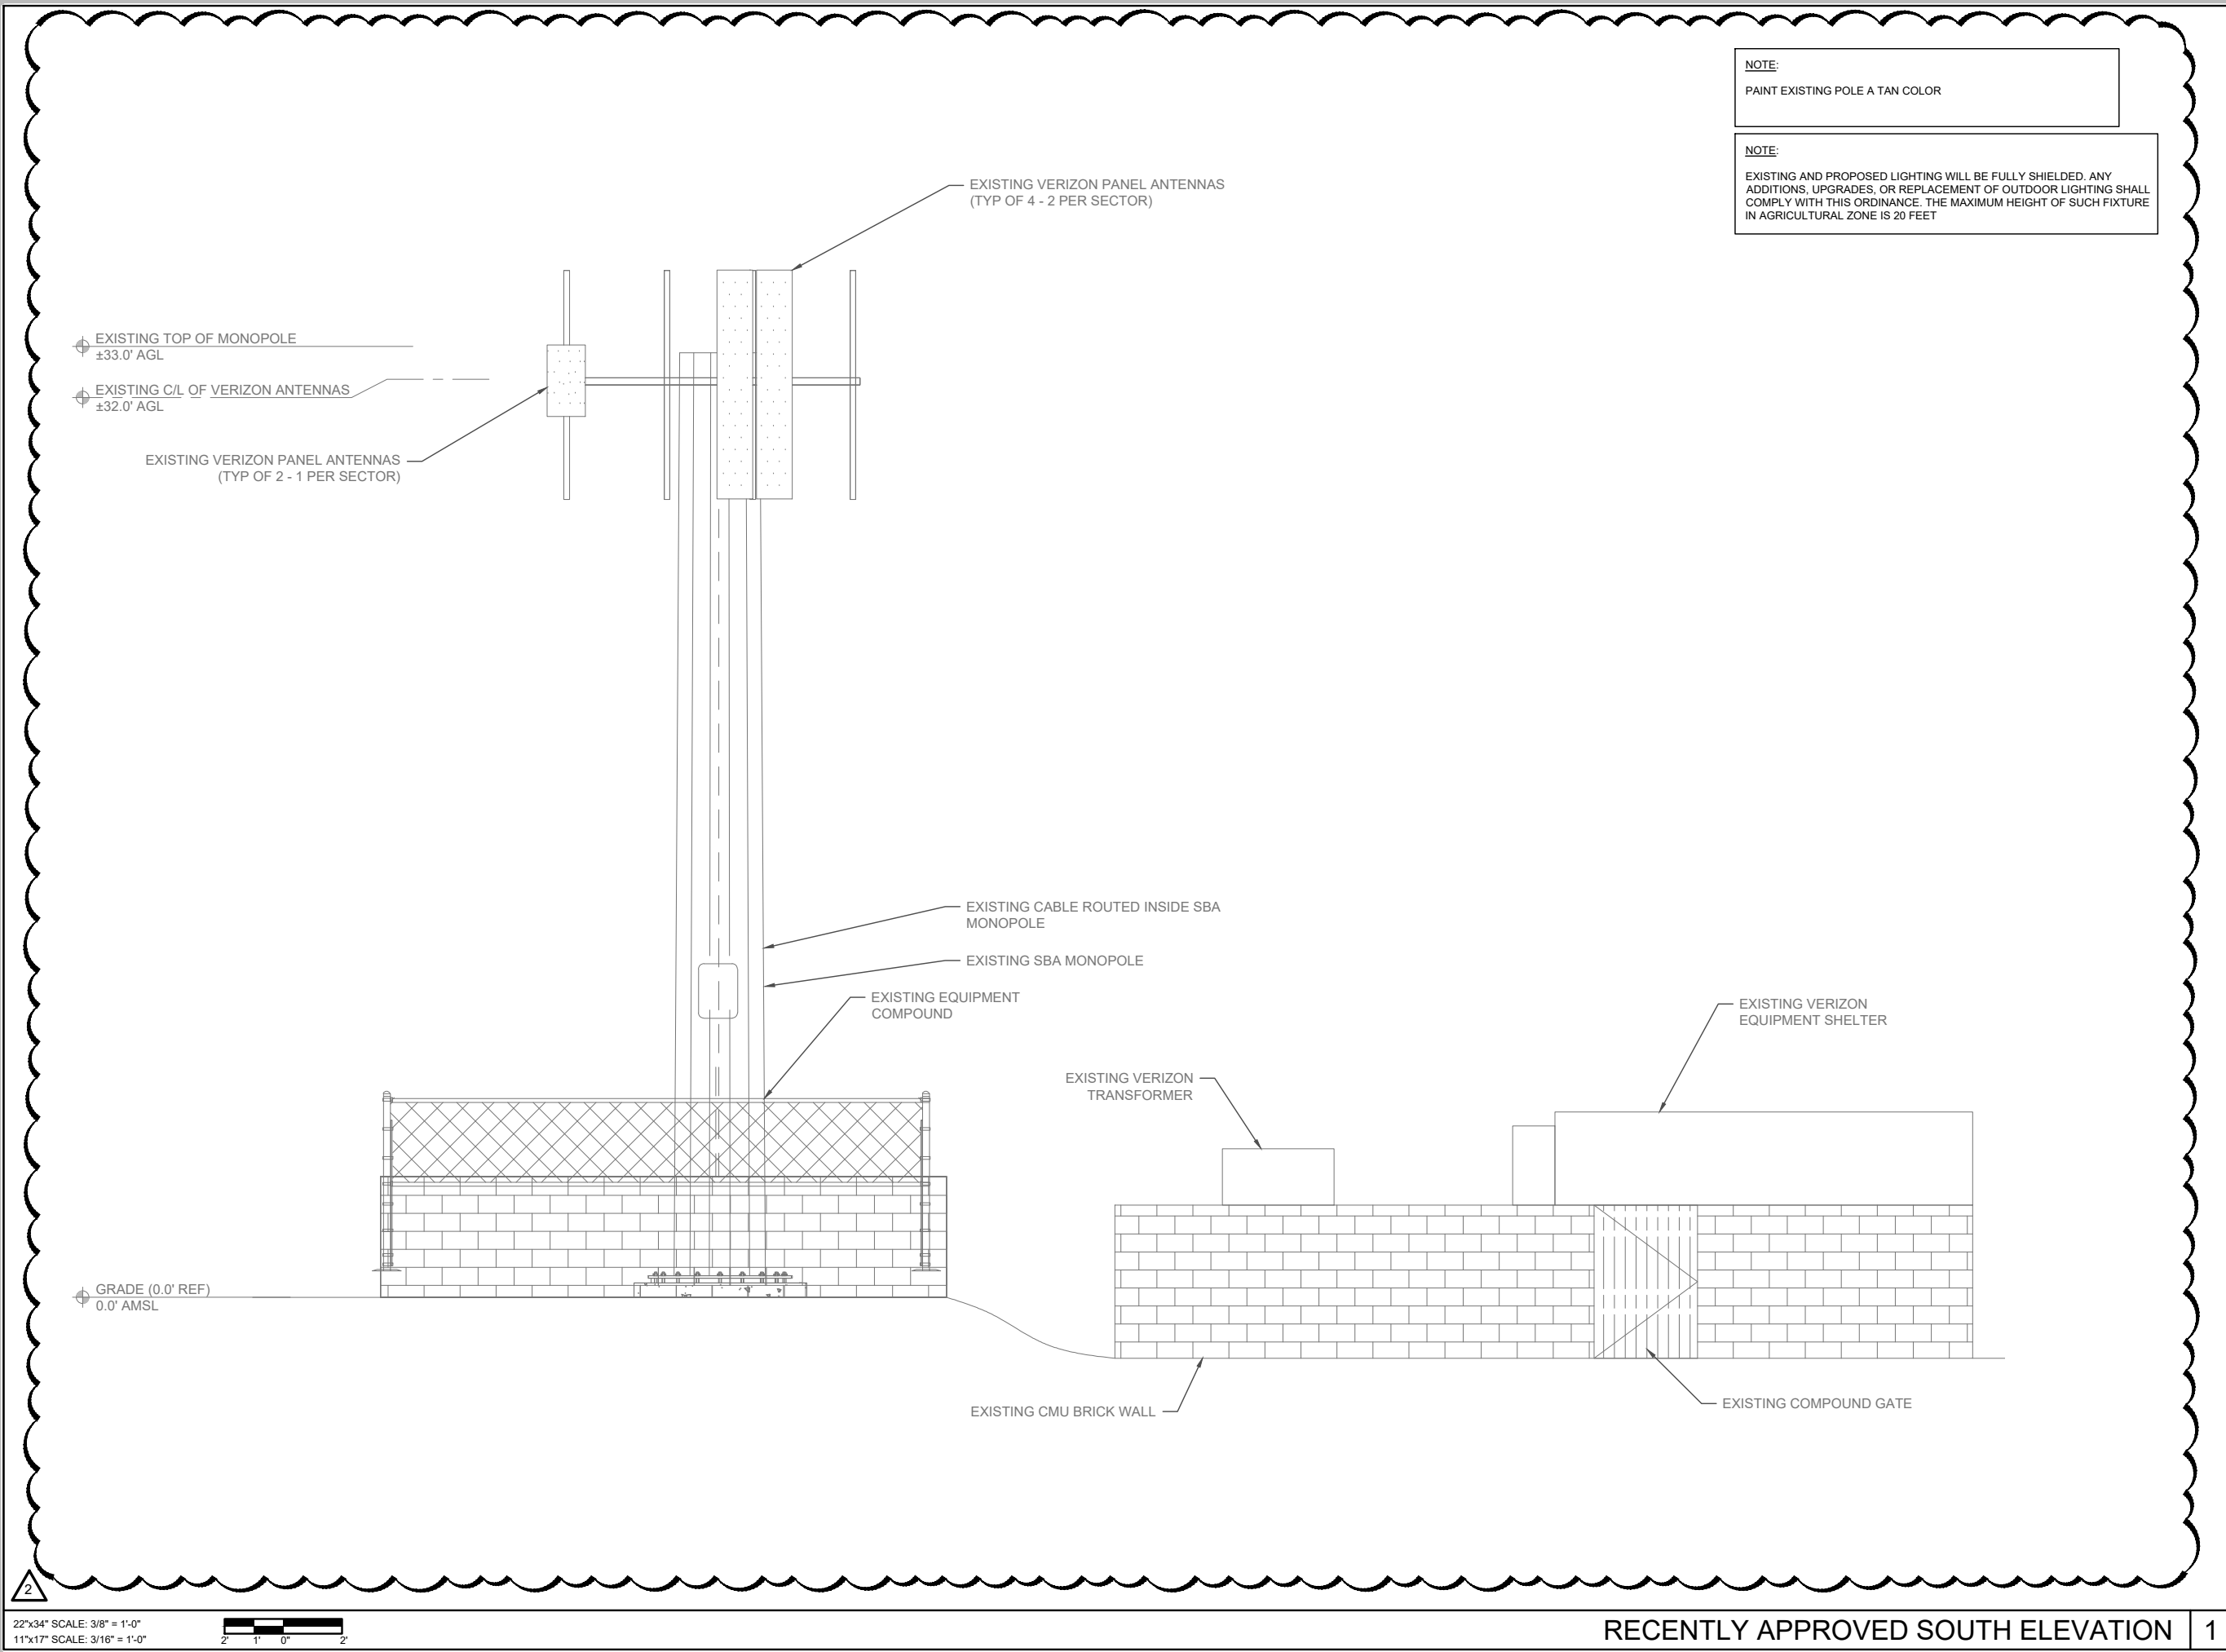 NOTE:
PAINT EXISTING POLE A TAN COLOR
NOTE:
EXISTING AND PROPOSED LIGHTING WILL BE FULLY SHIELDED. ANY
ADDITIONS, UPGRADES, OR REPLACEMENT OF OUTDOOR LIGHTING SHALL
COMPLY WITH THIS ORDINANCE. THE MAXIMUM HEIGHT OF SUCH FIXTURE
IN AGRICULTURAL ZONE IS 20 FEET
EXISTING VERIZON PANEL ANTENNAS
(TYP OF 4 - 2 PER SECTOR)
EXISTING TOP OF MONOPOLE
±33.0' AGL
EXISTING C/L OF VERIZON ANTENNAS
±32.0' AGL
EXISTING VERIZON PANEL ANTENNAS
(TYP OF 2 - 1 PER SECTOR)
EXISTING CABLE ROUTED INSIDE SBA
MONOPOLE
EXISTING SBA MONOPOLE
EXISTING EQUIPMENT
COMPOUND
EXISTING VERIZON
EQUIPMENT SHELTER
EXISTING VERIZON
TRANSFORMER
GRADE (0.0' REF)
0.0' AMSL
EXISTING CMU BRICK WALL
EXISTING COMPOUND GATE
2
22"x34" SCALE: 3/8" = 1'-0"
11"x17" SCALE: 3/16" = 1'-0"
2' 1' 0" 2'
RECENTLY APPROVED SOUTH ELEVATION 1